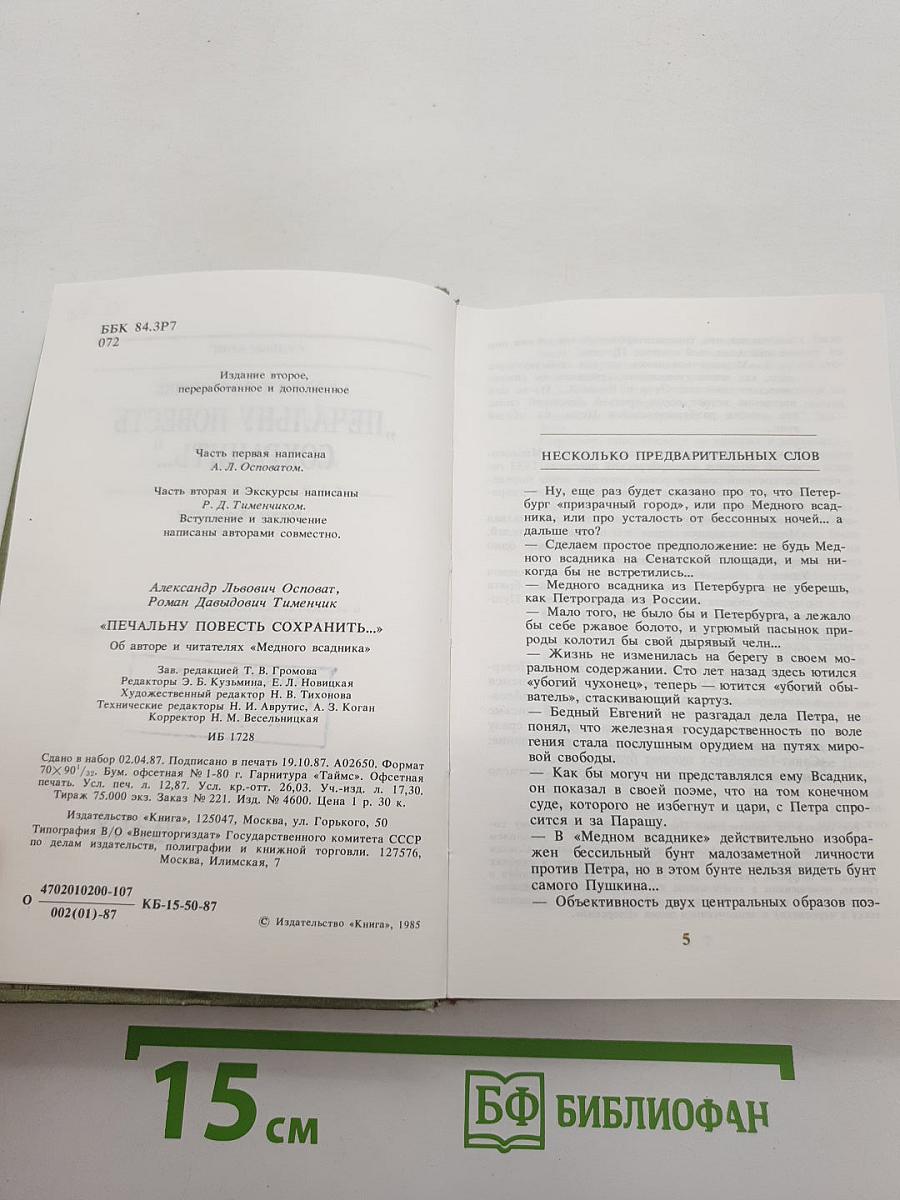 ББК 84.3Р7
072
Издание второе,
переработанное и дополненное
Часть первая написана
А. Л. Осповатом.
Часть вторая и Экскурсы написаны
Р. Д. Тименчиком.
Вступление и заключение
написаны авторами совместно.
Александр Львович Осповат,
Роман Давыдович Тименчик
«ПЕЧАЛЬНУ ПОВЕСТЬ СОХРАНИТЬ...»
Об авторе и читателях «Медного всадника»
Зав. редакцией Т. В. Громова
Редакторы Э. Б. Кузьмина, Е. Л. Новицкая
Художественный редактор Н. В. Тихонова
Технические редакторы Н. И. Аврутис, А. З. Коган
Корректор Н. М. Весельницкая
ИБ 1728
Сдано в набор 02.04.87. Подписано в печать 19.10.87. А02650. Формат
70×90 1/32. Бум. офсетная № 1-80 г. Гарнитура «Таймс». Офсетная
печать. Усл. печ. л. 12,87. Усл. кр.-отт. 26,03. Уч.-изд. л. 17,30.
Тираж 75.000 экз. Заказ № 221. Изд. № 4600. Цена 1 р. 30 к.
Издательство «Книга», 125047, Москва, ул. Горького, 50
Типография В/О «Внешторгиздат» Государственного комитета СССР
по делам издательств, полиграфии и книжной торговли. 127576,
Москва, Илимская, 7
О 4702010200-107
002(01)-87 КБ-15-50-87
© Издательство «Книга», 1985
НЕСКОЛЬКО ПРЕДВАРИТЕЛЬНЫХ СЛОВ
— Ну, еще раз будет сказано про то, что Петер-
бург «призрачный город», или про Медного всад-
ника, или про усталость от бессонных ночей... а
дальше что?
— Сделаем простое предположение: не будь Мед-
ного всадника на Сенатской площади, и мы ни-
когда бы не встретились...
— Медного всадника из Петербурга не уберешь,
как Петрограда из России.
— Мало того, не было бы и Петербурга, а лежало
бы себе ржавое болото, и угрюмый пасынок при-
роды колотил бы свой дырявый челн...
— Жизнь не изменилась на берегу в своем мо-
ральном содержании. Сто лет назад здесь ютился
«убогий чухонец», теперь — ютится «убогий обы-
ватель», стаскивающий картуз.
— Бедный Евгений не разгадал дела Петра, не
понял, что железная государственность по воле
гения стала послушным орудием на путях миро-
вой свободы.
— Как бы могуч ни представлялся ему Всадник,
он показал в своей поэме, что на том конечном
суде, которого не избегнут и цари, с Петра спро-
сится и за Парашу.
— В «Медном всаднике» действительно изобра-
жен бессильный бунт малозаметной личности
против Петра, но в этом бунте нельзя видеть бунт
самого Пушкина...
— Объективность двух центральных образов поэ-
5
15 см
БФ БИБЛИОФАН